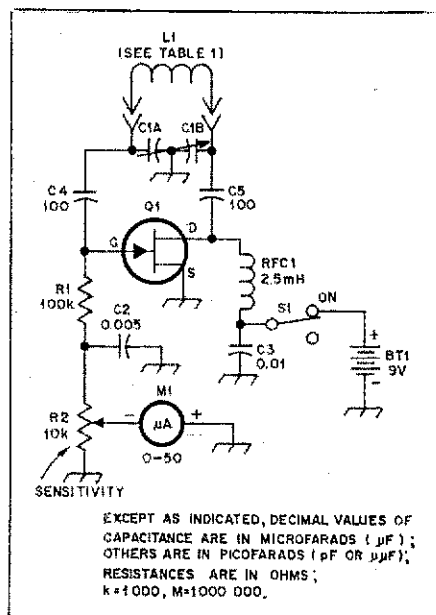 L1
(SEE TABLE 1)
C1A
C1B
C4
100
C5
100
Q1
D
G
S
R1
100k
RFC1
2.5mH
S1
ON
C2
0.005
C3
0.01
+
BT1
9V
-
R2
10k
M1
-
+
μA
0-50
SENSITIVITY
EXCEPT AS INDICATED, DECIMAL VALUES OF
CAPACITANCE ARE IN MICROFARADS (μF);
OTHERS ARE IN PICOFARADS (pF OR μμF);
RESISTANCES ARE IN OHMS;
k=1000, M=1000 000.